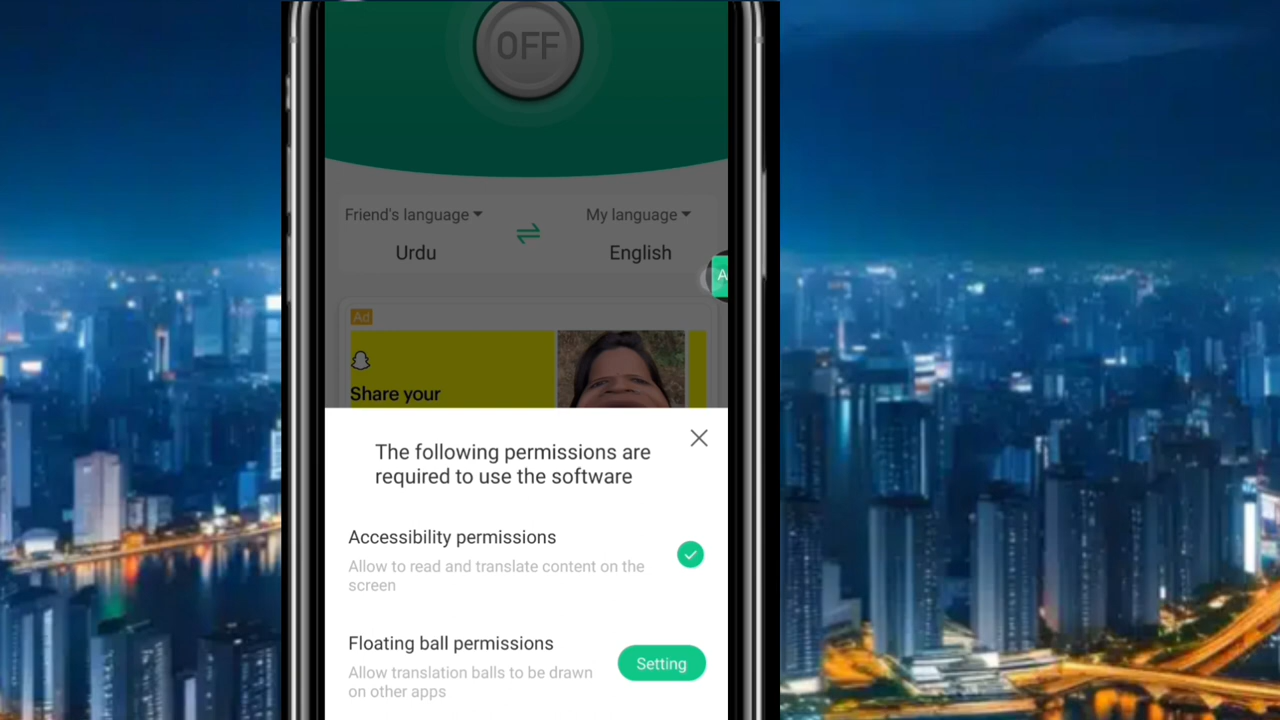 OFF
Friend's language
My language
Urdu
English
A
Ad
Share your
The following permissions are
required to use the software
Accessibility permissions
Allow to read and translate content on the
screen
Floating ball permissions
Setting
Allow translation balls to be drawn
on other apps